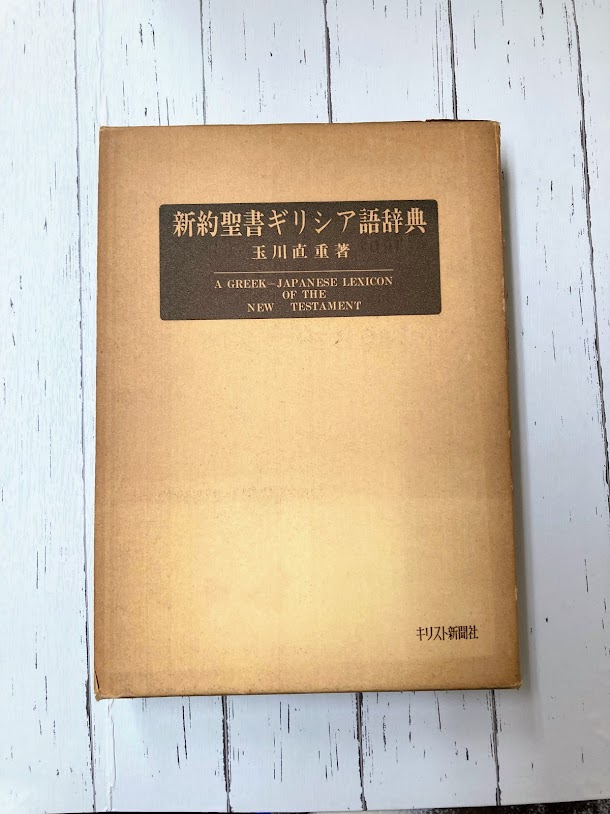 新約聖書ギリシア語辞典
玉川直重著
A GREEK-JAPANESE LEXICON
OF THE
NEW TESTAMENT
キリスト新聞社